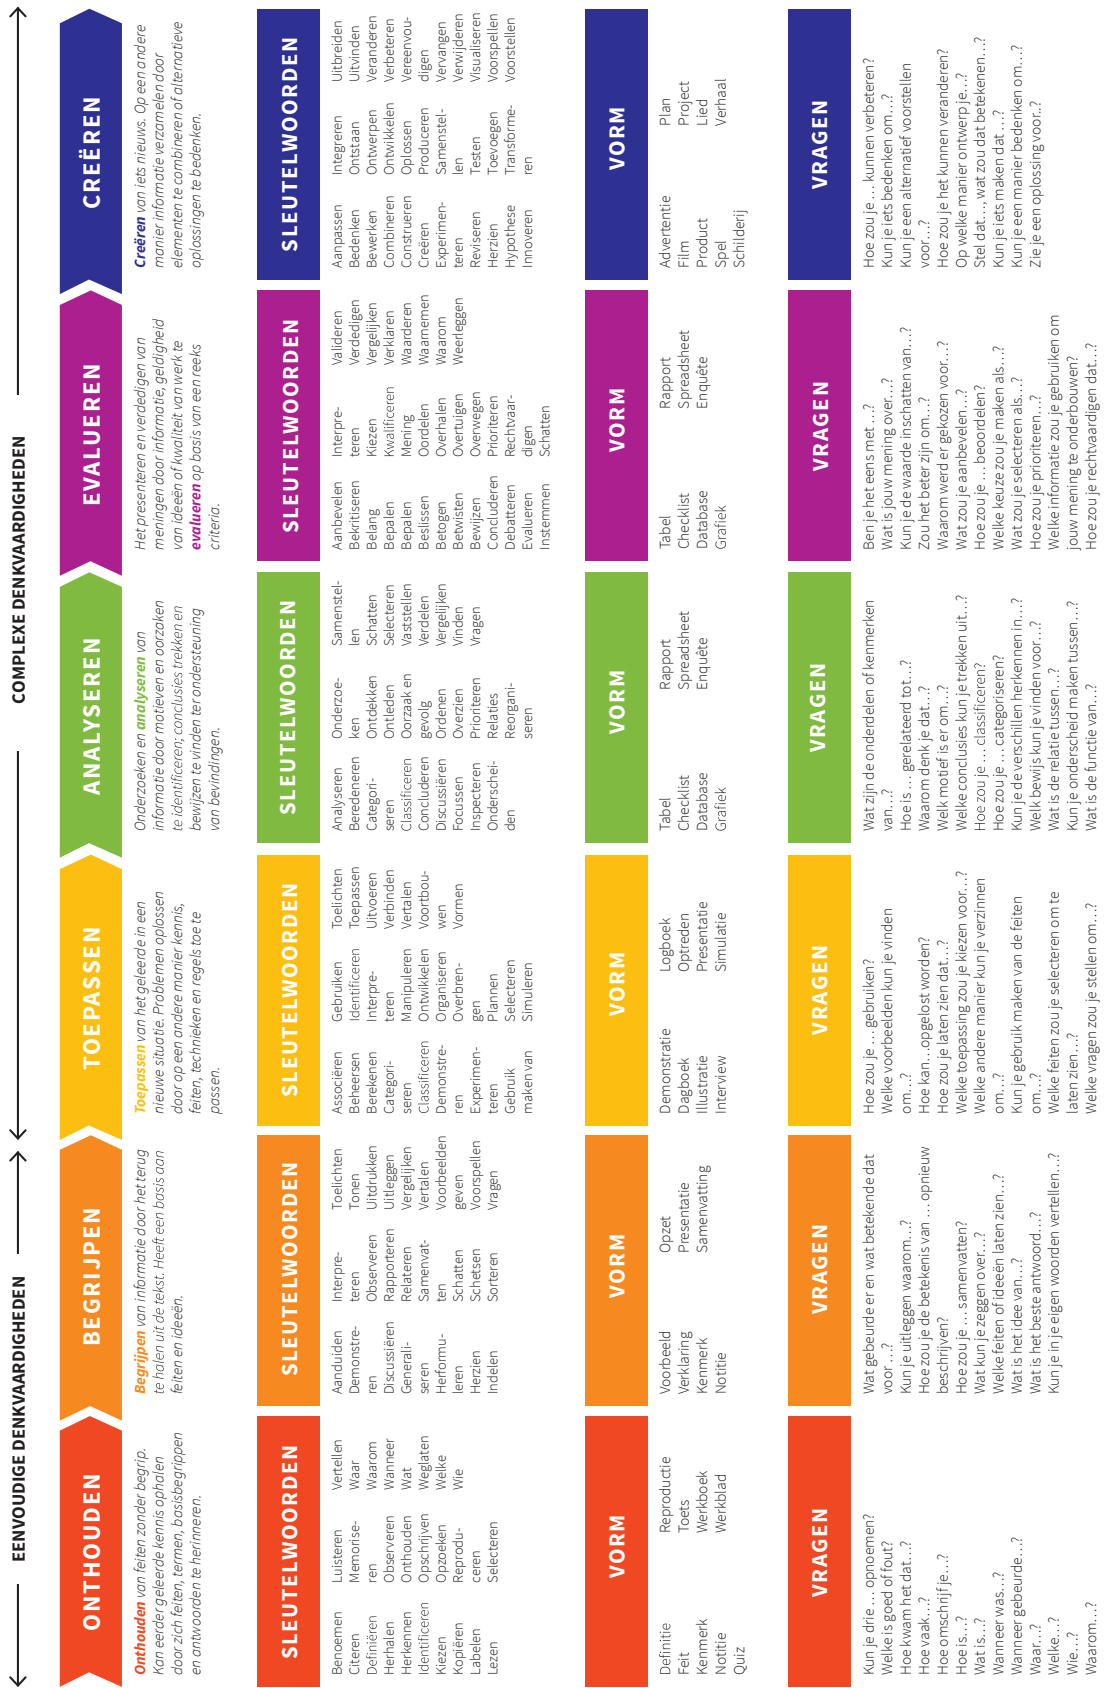 EENVOUDIGE DENKVAARDIGHEDEN
COMPLEXE DENKVAARDIGHEDEN
ONTHOUDEN
Onthouden van feiten zonder begrip.
Kan eerder geleerde kennis ophalen
door zich feiten, termen, basisbegrippen
en antwoorden te herinneren.
SLEUTELWOORDEN
Benoemen
Citeren
Definiëren
Herhalen
Herkennen
Identificeren
Kiezen
Kopiëren
Labelen
Lezen
Luisteren
Memorise-
ren
Observeren
Onthouden
Opschrijven
Opzoeken
Reprodu-
ceren
Selecteren
Vertellen
Waar
Waarom
Wanneer
Wat
Weglaten
Welke
Wie
VORM
Definitie
Feit
Kenmerk
Notitie
Quiz
Reproductie
Toets
Werkboek
Werkblad
VRAGEN
Kun je drie … opnoemen?
Welke is goed of fout?
Hoe kwam het dat…?
Hoe vaak…?
Hoe omschrijf je…?
Hoe is…?
Wat is…?
Wanneer was…?
Wanneer gebeurde…?
Waar…?
Welke…?
Wie…?
Waarom…?
BEGRIJPEN
Begrijpen van informatie door het terug
te halen uit de tekst. Heeft een basis aan
feiten en ideeën.
SLEUTELWOORDEN
Aanduiden
Demonstre-
ren
Discussiëren
Generali-
seren
Herformu-
leren
Herzien
Indelen
Interpre-
teren
Observeren
Rapporteren
Relateren
Samenvat-
ten
Schatten
Schetsen
Sorteren
Toelichten
Tonen
Uitdrukken
Uitleggen
Vergelijken
Vertalen
Voorbeelden
geven
Voorspellen
Vragen
VORM
Voorbeeld
Verklaring
Kenmerk
Notitie
Opzet
Presentatie
Samenvatting
VRAGEN
Wat gebeurde er en wat betekende dat
voor …?
Kun je uitleggen waarom…?
Hoe zou je de betekenis van … opnieuw
beschrijven?
Hoe zou je … samenvatten?
Wat kun je zeggen over…?
Welke feiten of ideeën laten zien…?
Wat is het idee van…?
Wat is het beste antwoord…?
Kun je in je eigen woorden vertellen…?
TOEPASSEN
Toepassen van het geleerde in een
nieuwe situatie. Problemen oplossen
door op een andere manier kennis,
feiten, technieken en regels toe te
passen.
SLEUTELWOORDEN
Associëren
Beheersen
Berekenen
Categori-
seren
Classificeren
Demonstre-
ren
Experimen-
teren
Gebruik
maken van
Gebruiken
Identificeren
Interpre-
teren
Manipuleren
Ontwikkelen
Organiseren
Overbren-
gen
Plannen
Selecteren
Simuleren
Toelichten
Toepassen
Uitvoeren
Verbinden
Vertalen
Voortbou-
wen
Vormen
VORM
Demonstratie
Dagboek
Illustratie
Interview
Logboek
Optreden
Presentatie
Simulatie
VRAGEN
Hoe zou je … gebruiken?
Welke voorbeelden kun je vinden
om…?
Hoe kan…opgelost worden?
Hoe zou je laten zien dat…?
Welke toepassing zou je kiezen voor…?
Welke andere manier kun je verzinnen
om…?
Kun je gebruik maken van de feiten
om…?
Welke feiten zou je selecteren om te
laten zien…?
Welke vragen zou je stellen om…?
ANALYSEREN
Onderzoeken en analyseren van
informatie door motieven en oorzaken
te identificeren; conclusies trekken en
bewijzen te vinden ter ondersteuning
van bevindingen.
SLEUTELWOORDEN
Analyseren
Beredeneren
Categori-
seren
Classificeren
Concluderen
Discussiëren
Focussen
Inspecteren
Onderschei-
den
Onderzoe-
ken
Ontdekken
Ontleden
Oorzaak en
gevolg
Ordenen
Overzien
Prioriteren
Relaties
Reorgani-
seren
Samenstel-
len
Schatten
Selecteren
Vaststellen
Verdelen
Vergelijken
Vinden
Vragen
VORM
Tabel
Checklist
Database
Grafiek
Rapport
Spreadsheet
Enquête
VRAGEN
Wat zijn de onderdelen of kenmerken
van…?
Hoe is … gerelateerd tot…?
Waarom denk je dat…?
Welk motief is er om…?
Welke conclusies kun je trekken uit…?
Hoe zou je …classificeren?
Hoe zou je …categoriseren?
Kun je de verschillen herkennen in…?
Welk bewijs kun je vinden voor…?
Wat is de relatie tussen…?
Kun je onderscheid maken tussen…?
Wat is de functie van…?
EVALUEREN
Het presenteren en verdedigen van
meningen door informatie, geldigheid
van ideeën of kwaliteit van werk te
evalueren op basis van een reeks
criteria.
SLEUTELWOORDEN
Aanbevelen
Bekritiseren
Belang
Bepalen
Bepalen
Beslissen
Betogen
Betwisten
Bewijzen
Concluderen
Debatteren
Evalueren
Instemmen
Interpre-
teren
Kiezen
Kwalificeren
Mening
Oordelen
Overhalen
Overtuigen
Overwegen
Prioriteren
Rechtvaar-
digen
Schatten
Valideren
Verdedigen
Vergelijken
Verklaren
Waarderen
Waarnemen
Waarom
Weerleggen
VORM
Tabel
Checklist
Database
Grafiek
Rapport
Spreadsheet
Enquête
VRAGEN
Ben je het eens met …?
Wat is jouw mening over…?
Kun je de waarde inschatten van…?
Zou het beter zijn om…?
Waarom werd er gekozen voor…?
Wat zou je aanbevelen…?
Hoe zou je … beoordelen?
Welke keuze zou je maken als…?
Wat zou je selecteren als…?
Hoe zou je prioriteren…?
Welke informatie zou je gebruiken om
jouw mening te onderbouwen?
Hoe zou je rechtvaardigen dat…?
CREËREN
Creëren van iets nieuws. Op een andere
manier informatie verzamelen door
elementen te combineren of alternatieve
oplossingen te bedenken.
SLEUTELWOORDEN
Aanpassen
Bedenken
Bewerken
Combineren
Construeren
Creëren
Experimen-
teren
Reviseren
Herzien
Hypothese
Innoveren
Integreren
Ontstaan
Ontwerpen
Ontwikkelen
Oplossen
Produceren
Samenstel-
len
Testen
Toevoegen
Transforme-
ren
Uitbreiden
Uitvinden
Veranderen
Verbeteren
Vereenvou-
digen
Vervangen
Verwijderen
Visualiseren
Voorspellen
Voorstellen
VORM
Advertentie
Film
Product
Spel
Schilderij
Plan
Project
Lied
Verhaal
VRAGEN
Hoe zou je … kunnen verbeteren?
Kun je iets bedenken om…?
Kun je een alternatief voorstellen
voor…?
Hoe zou je het kunnen veranderen?
Op welke manier ontwerp je…?
Stel dat…, wat zou dat betekenen…?
Kun je iets maken dat …?
Kun je een manier bedenken om…?
Zie je een oplossing voor..?